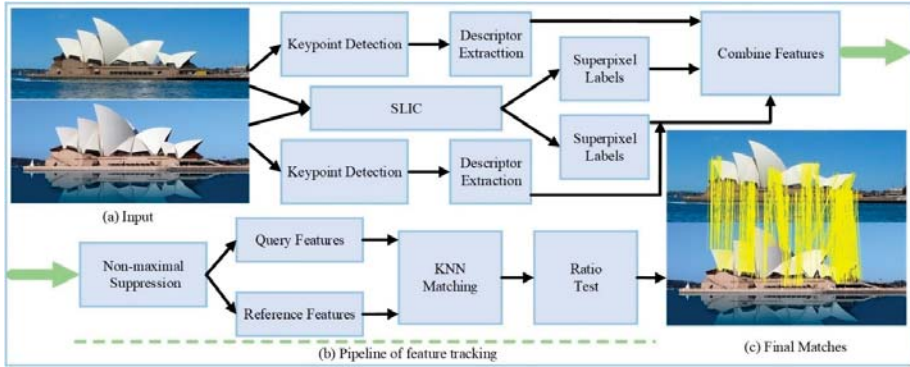 Keypoint Detection
Descriptor
Extracttion
Superpixel
Labels
Combine Features
SLIC
Superpixel
Labels
Keypoint Detection
Descriptor
Extraction
(a) Input
Non-maximal
Suppression
Query Features
Reference Features
KNN
Matching
Ratio
Test
(b) Pipeline of feature tracking
(c) Final Matches